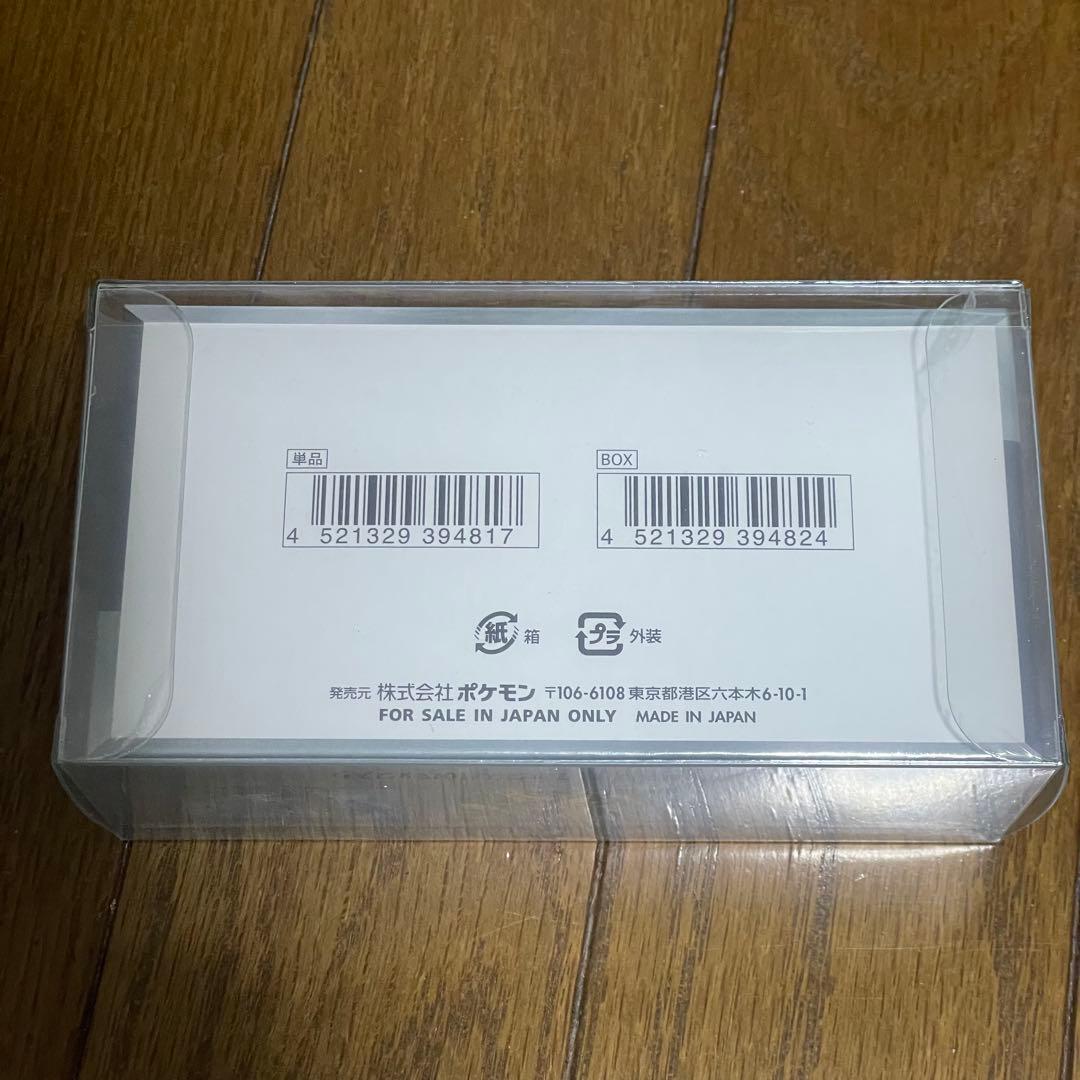 単品
4 521329 394817
BOX
4 521329 394824
紙 箱
プラ 外装
発売元 株式会社 ポケモン 〒106-6108 東京都港区六本木6-10-1
FOR SALE IN JAPAN ONLY MADE IN JAPAN